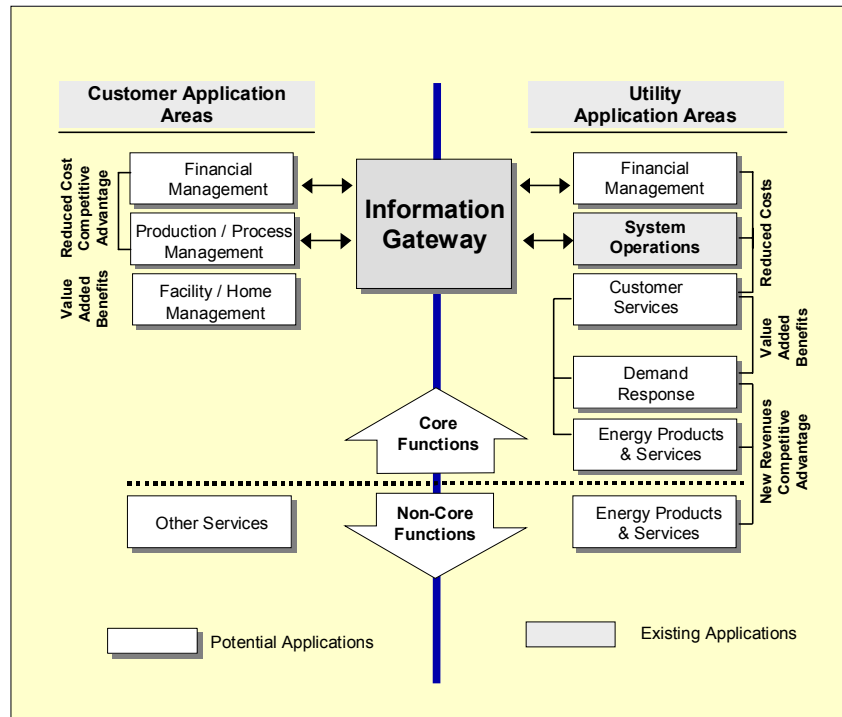 Customer Application
Areas
Utility
Application Areas
Reduced Cost
Competitive
Advantage
Financial
Management
Production / Process
Management
Value
Added
Benefits
Facility / Home
Management
Information
Gateway
Financial
Management
System
Operations
Customer
Services
Reduced Costs
Value
Added
Benefits
Demand
Response
Energy Products
& Services
New Revenues
Competitive
Advantage
Core
Functions
Non-Core
Functions
Other Services
Energy Products
& Services
Potential Applications
Existing Applications